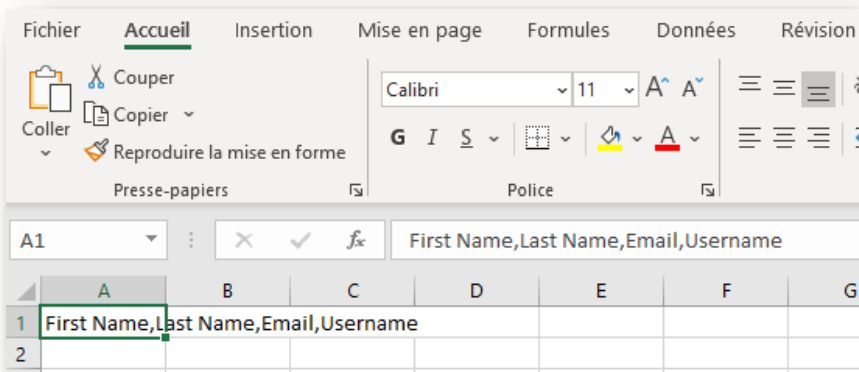 Fichier Accueil Insertion Mise en page Formules Données Révision
Couper
Copier
Coller
Reproduire la mise en forme
Presse-papiers
Calibri 11 A A
G I S A
Police
A1 fx First Name,Last Name,Email,Username
A B C D E F G
1 First Name,Last Name,Email,Username
2